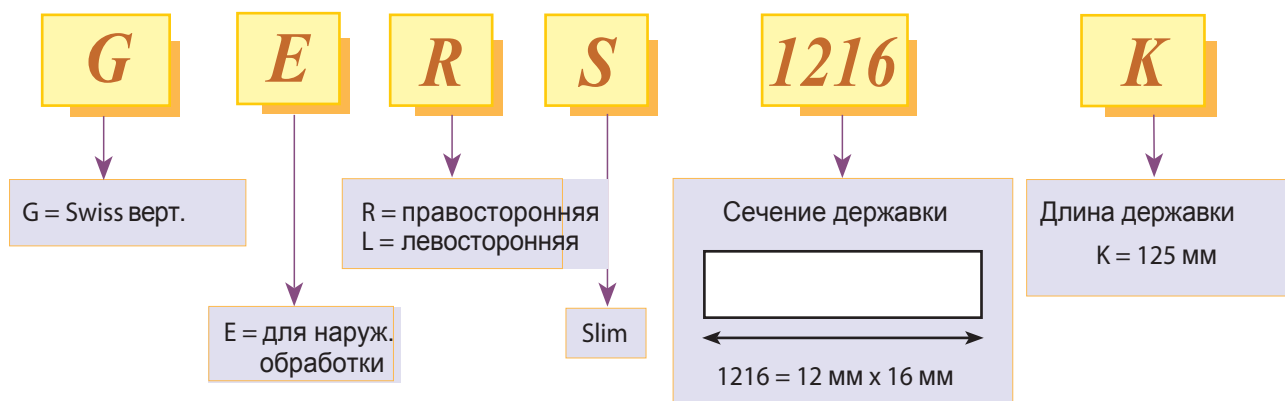 G E R S 1216 K
G = Swiss верт.
R = правосторонняя
L = левосторонняя
Сечение державки
Длина державки
K = 125 мм
E = для наруж.
обработки
Slim
1216 = 12 мм x 16 мм